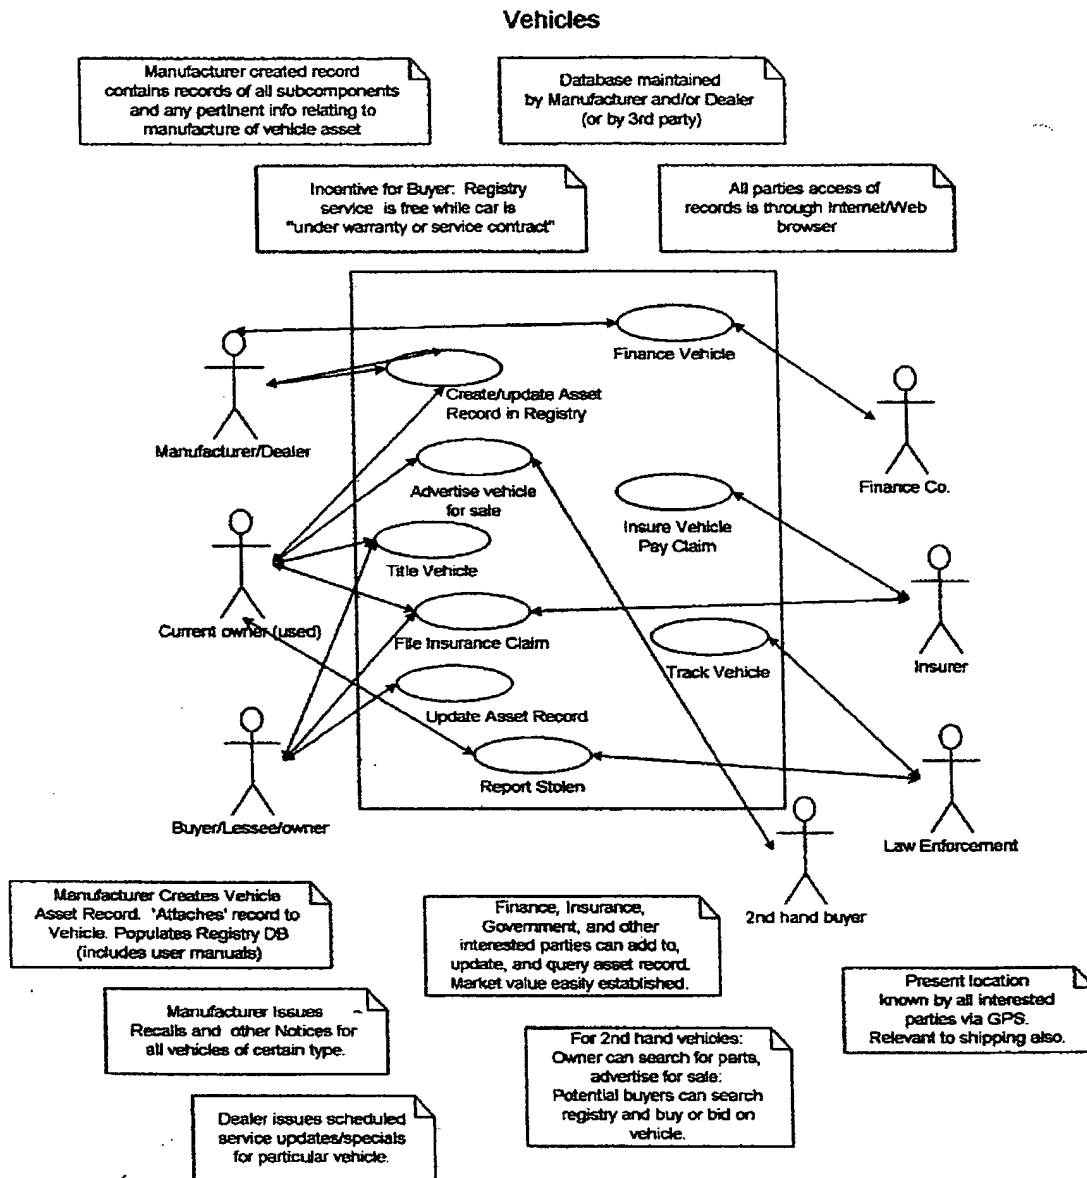 Vehicles
Manufacturer created record
contains records of all subcomponents
and any pertinent info relating to
manufacture of vehicle asset
Database maintained
by Manufacturer and/or Dealer
(or by 3rd party)
Incentive for Buyer: Registry
service is free while car is
"under warranty or service contract"
All parties access of
records is through Internet/Web
browser
Finance Vehicle
Create/update Asset
Record in Registry
Manufacturer/Dealer
Finance Co.
Advertise vehicle
for sale
Insure Vehicle
Pay Claim
Title Vehicle
Current owner (used)
File Insurance Claim
Insurer
Track Vehicle
Update Asset Record
Report Stolen
Buyer/Lessee/owner
Law Enforcement
2nd hand buyer
Manufacturer Creates Vehicle
Asset Record. 'Attaches' record to
Vehicle. Populates Registry DB
(includes user manuals)
Finance, Insurance,
Government, and other
interested parties can add to,
update, and query asset record.
Market value easily established.
Present location
known by all interested
parties via GPS.
Relevant to shipping also.
Manufacturer Issues
Recalls and other Notices for
all vehicles of certain type.
For 2nd hand vehicles:
Owner can search for parts,
advertise for sale:
Potential buyers can search
registry and buy or bid on
vehicle.
Dealer issues scheduled
service updates/specials
for particular vehicle.